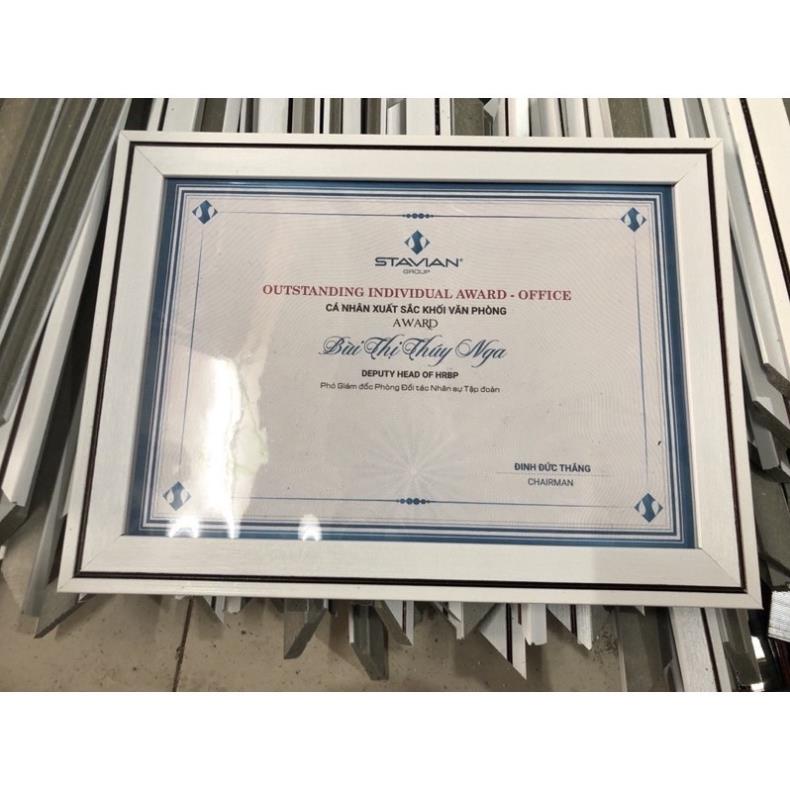 STAVIAN®
GROUP
OUTSTANDING INDIVIDUAL AWARD - OFFICE
CÁ NHÂN XUẤT SẮC KHỐI VĂN PHÒNG
AWARD
Bùi Thị Thúy Nga
DEPUTY HEAD OF HRBP
Phó Giám đốc Phòng Đối tác Nhân sự Tập đoàn
ĐINH ĐỨC THẮNG
CHAIRMAN